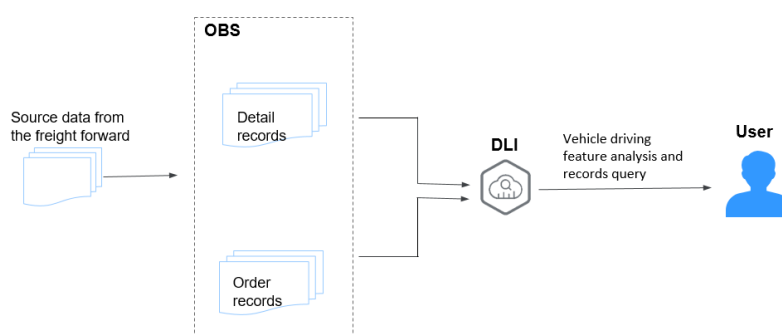 OBS
Source data from
the freight forward
Detail
records
Order
records
DLI
Vehicle driving
feature analysis and
records query
User